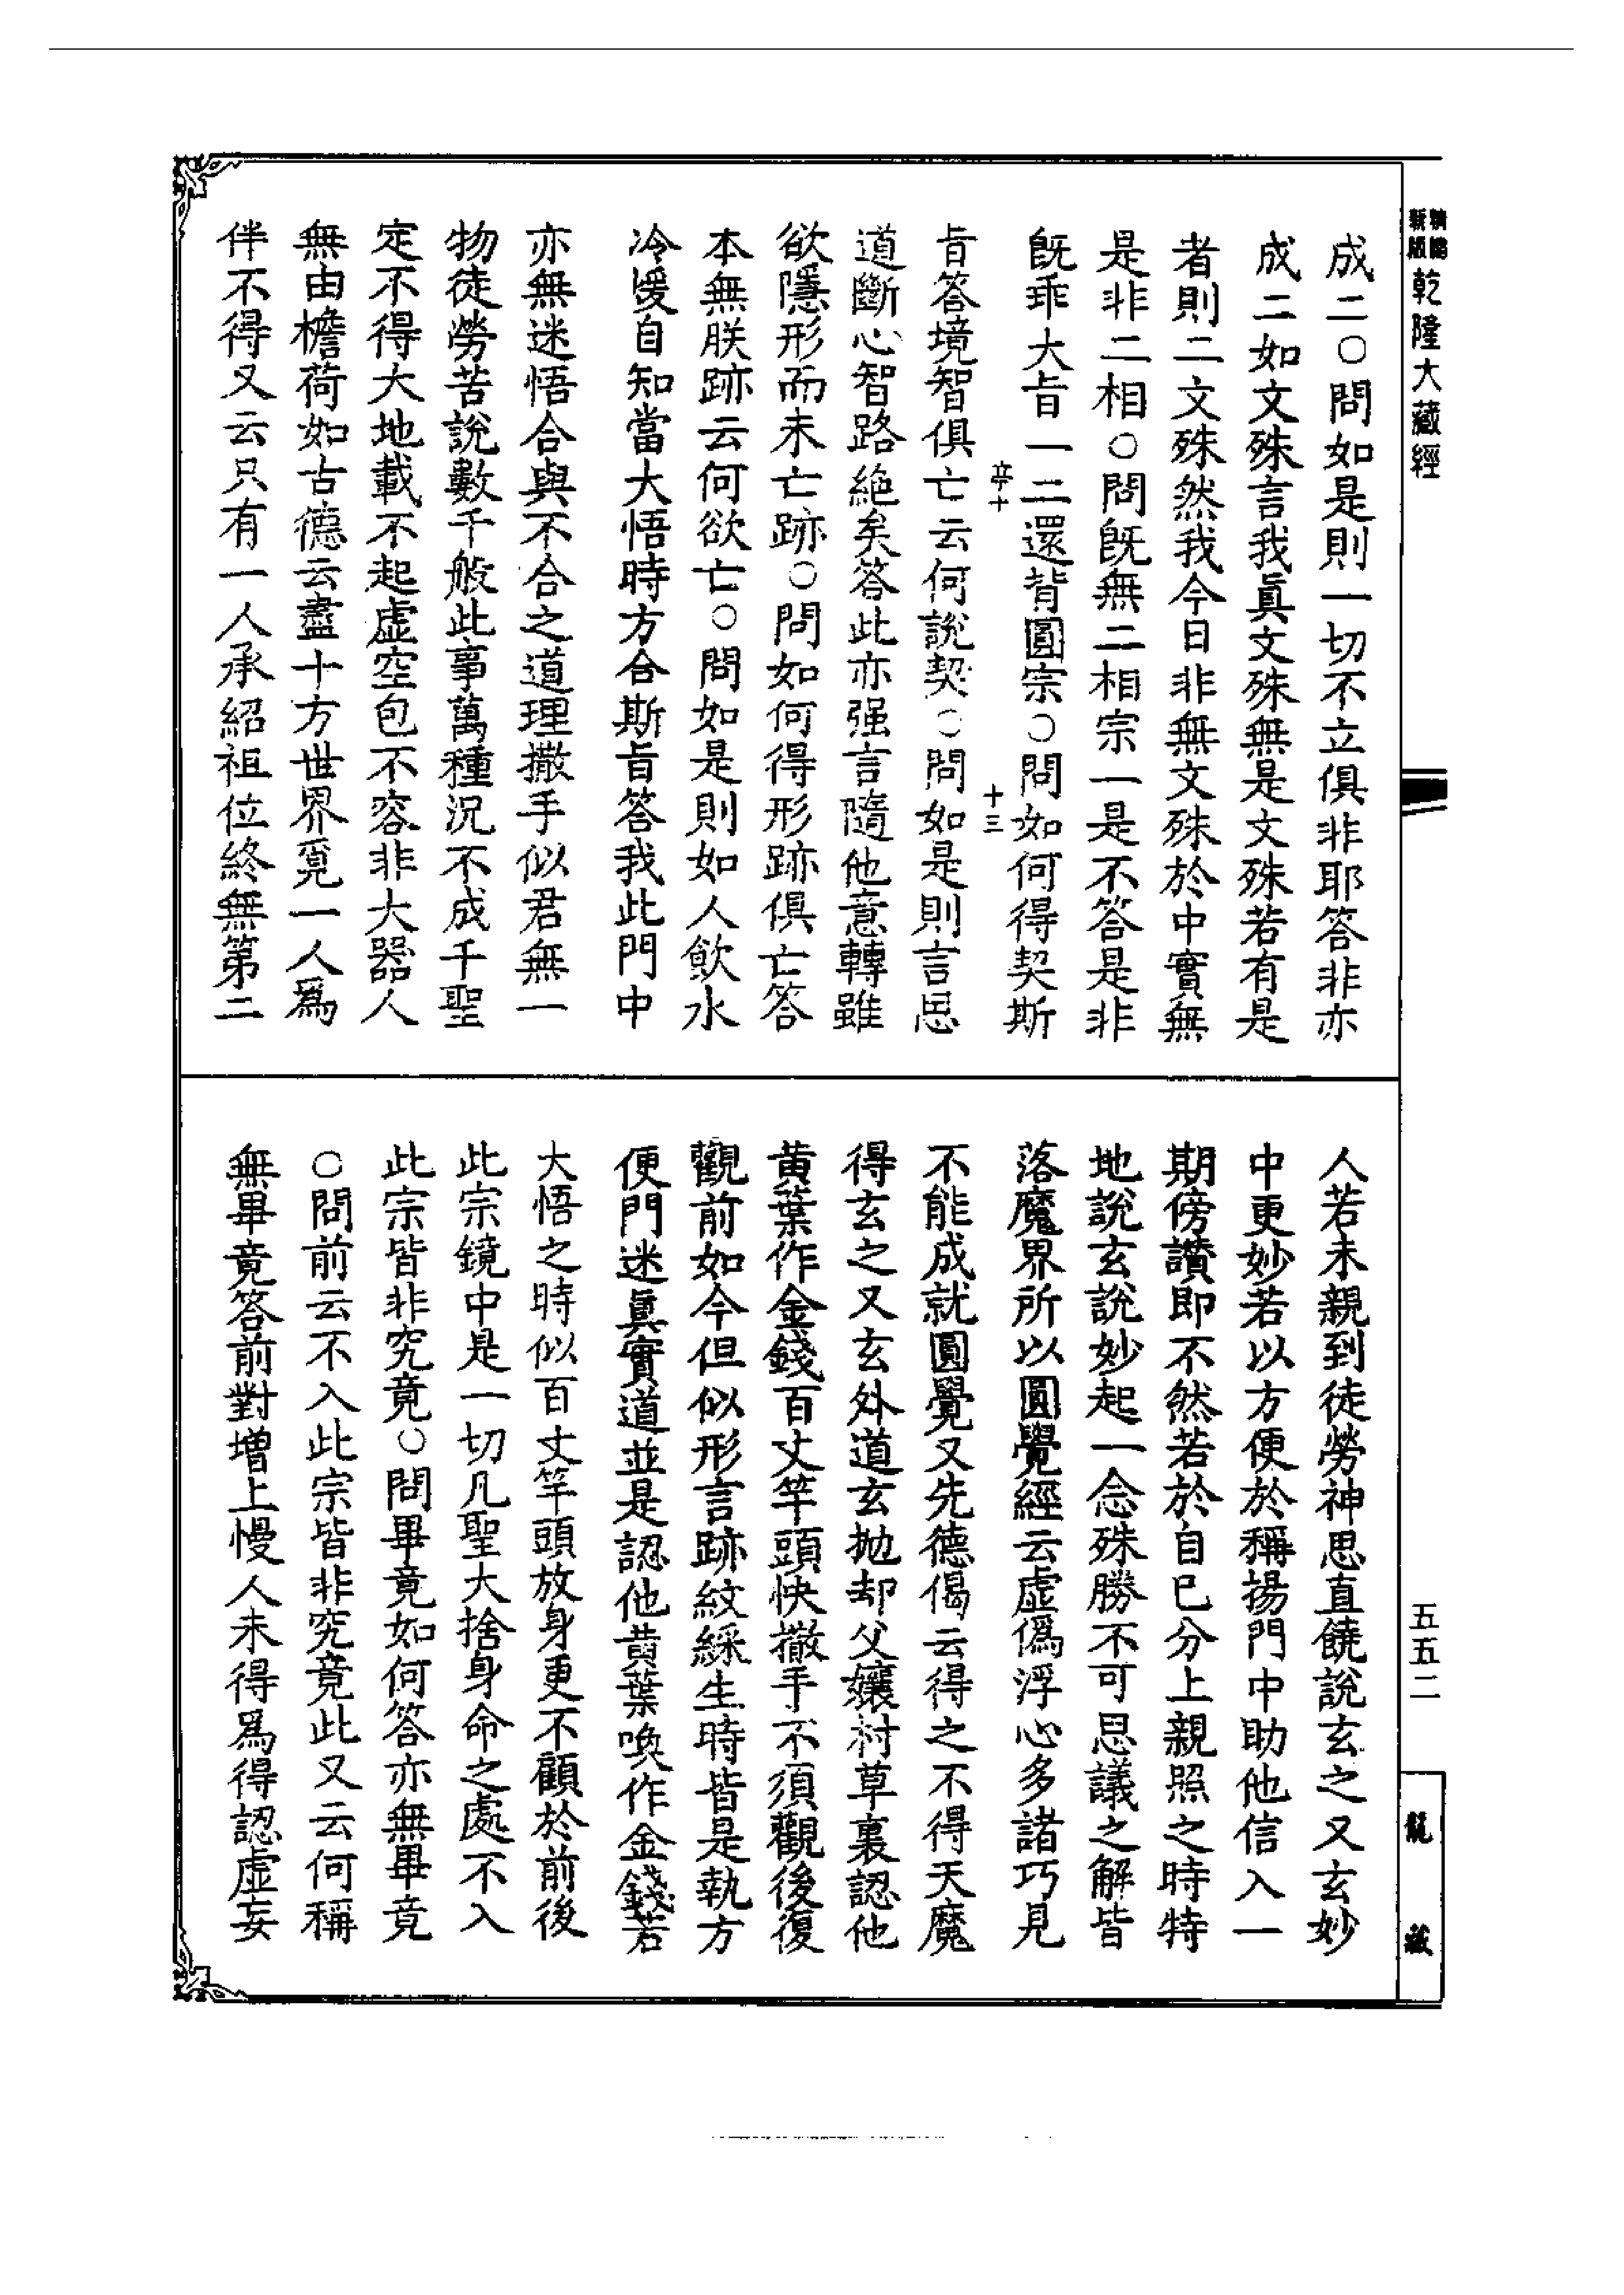 乾隆大藏經
成二○問如是則一切不立俱非耶答非亦
成二如文殊言我真文殊無是文殊若有是
者則二文殊然我今日非無文殊於中實無
是非二相○問既無二相宗一是不答是非
既乖大旨一二還背圓宗○問如何得契斯
十三
旨答境智俱亡云何說契○問如是則言思
道斷心智路絕矣答此亦强言隨他意轉雖
欲隱形而未亡跡○問如何得形跡俱亡答
本無朕跡云何欲亡○問如是則如人飲水
冷煖自知當大悟時方合斯旨答我此門中
亦無迷悟合與不合之道理撒手似君無一
物徒勞苦說數千般此事萬種況不成千聖
定不得大地載不起虛空包不容非大器人
無由檐荷如古德云盡十方世界覓一人為
伴不得又云只有一人承紹祖位終無第二
人若未親到徒勞神思直饒說玄之又玄妙
中更妙若以方便於稱揚門中助他信入一
期傍讚即不然若於自己分上親照之時特
地說玄說妙起一念殊勝不可思議之解皆
落魔界所以圓覺經云虛偽浮心多諸巧見
不能成就圓覺又先德偈云得之不得天魔
得玄之又玄外道玄拋却父孃村草裏認他
黃葉作金錢百丈竿頭快撒手不須觀後復
觀前如今但似形言跡紋綵生時皆是執方
便門迷真實道並是認他黃葉喚作金錢若
大悟之時似百丈竿頭放身更不顧於前後
此宗鏡中是一切凡聖大捨身命之處不入
此宗皆非究竟○問畢竟如何答亦無畢竟
○問前云不入此宗皆非究竟此又云何稱
無畢竟答前對增上慢人未得為得認虛妄
五五二
龍藏